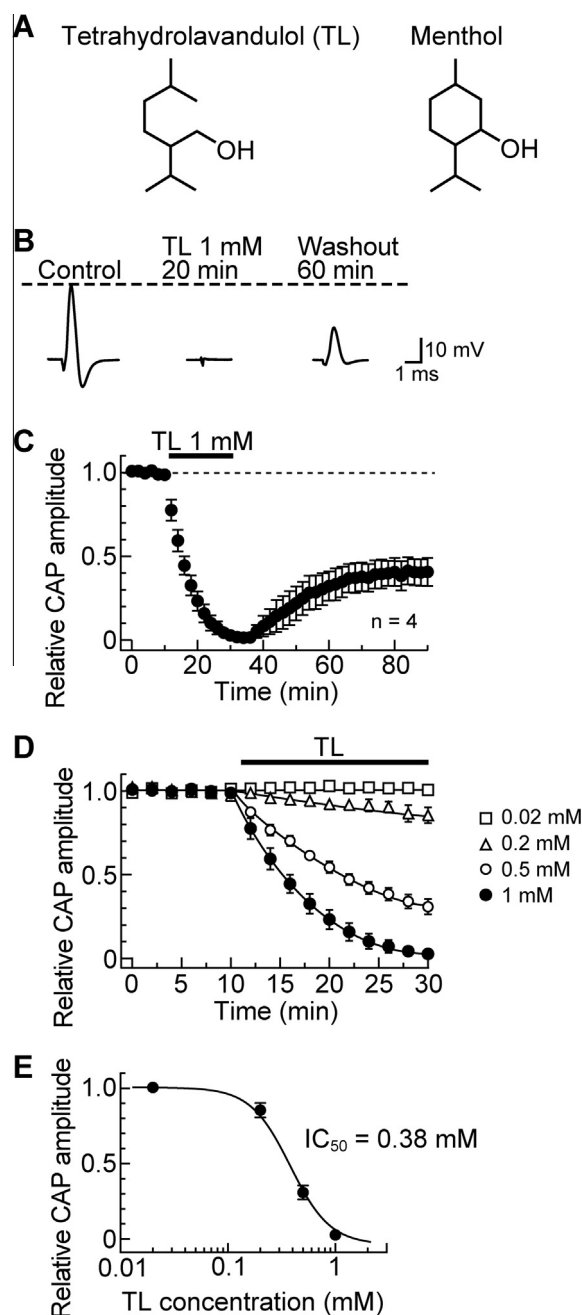 A
Tetrahydrolavandulol (TL)
Menthol
OH
OH
B
Control
TL 1 mM
20 min
Washout
60 min
10 mV
1 ms
C
TL 1 mM
Relative CAP amplitude
1.0
0.5
0
n = 4
0 20 40 60 80
Time (min)
D
TL
Relative CAP amplitude
1.0
0.5
0
0.02 mM
0.2 mM
0.5 mM
1 mM
0 5 10 15 20 25 30
Time (min)
E
Relative CAP amplitude
1.0
0.5
0
IC50 = 0.38 mM
0.01 0.1 1
TL concentration (mM)